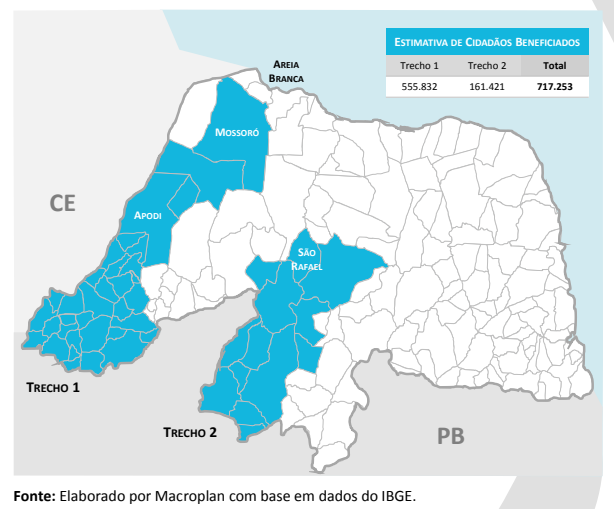 ESTIMATIVA DE CIDADÃOS BENEFICIADOS
Trecho 1 Trecho 2 Total
555.832 161.421 717.253
AREIA
BRANCA
MOSSORÓ
CE
APODI
SÃO
RAFAEL
TRECHO 1
TRECHO 2
PB
Fonte: Elaborado por Macroplan com base em dados do IBGE.